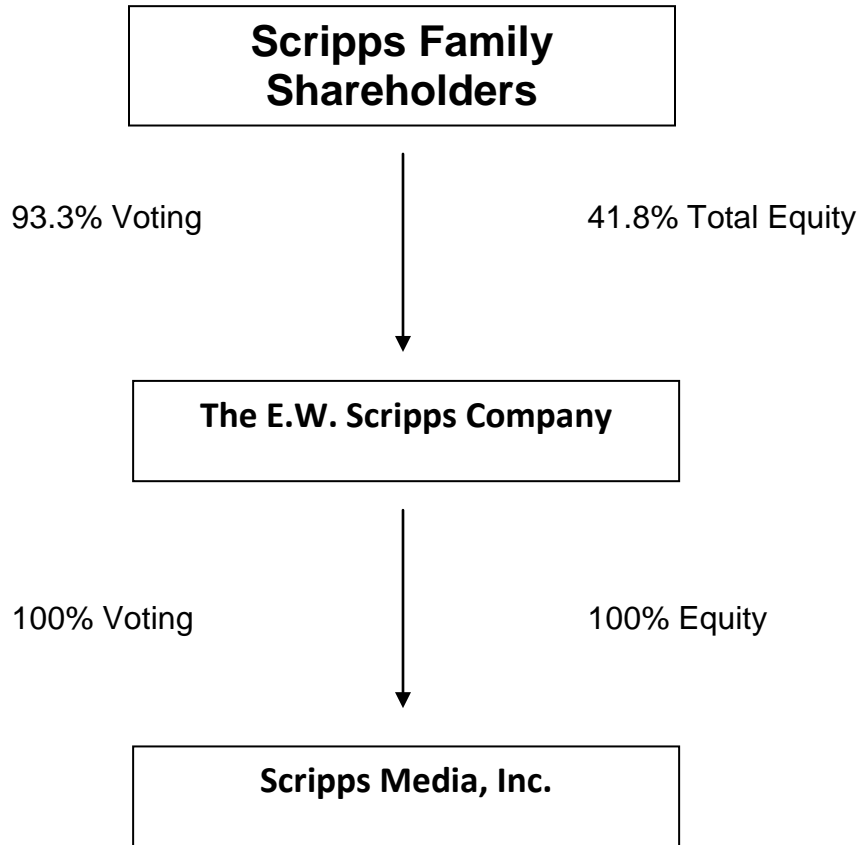 Scripps Family
Shareholders
93.3% Voting
41.8% Total Equity
The E.W. Scripps Company
100% Voting
100% Equity
Scripps Media, Inc.